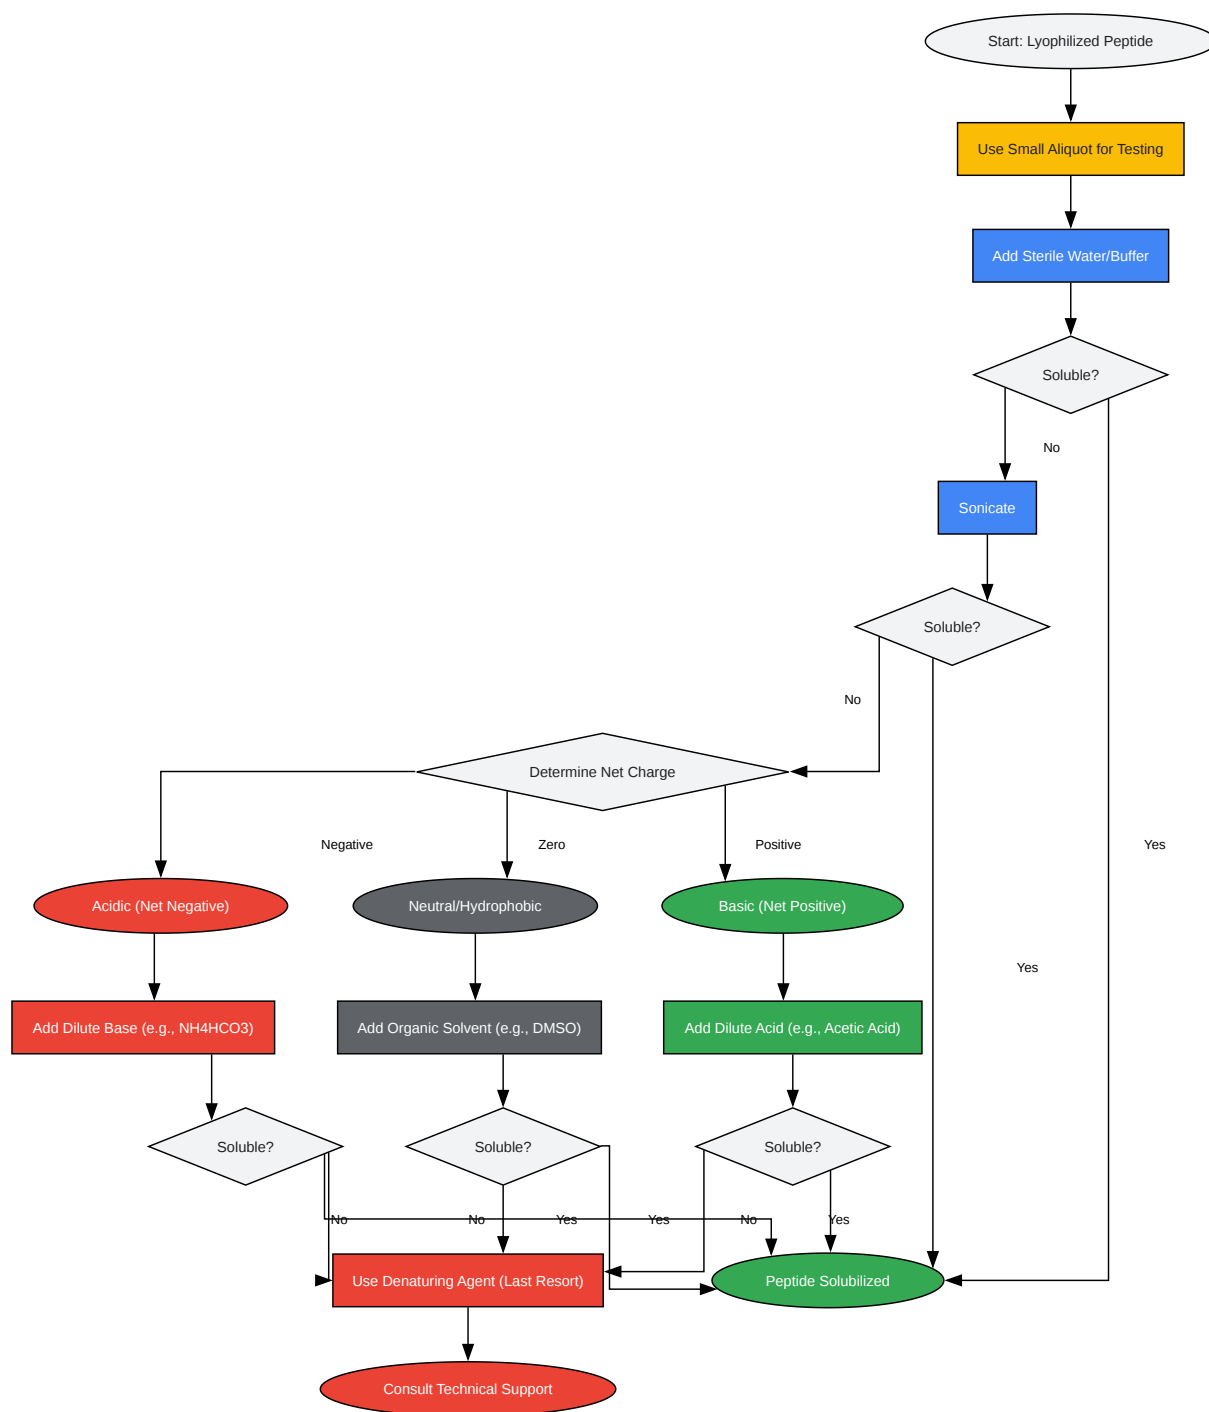 Start: Lyophilized Peptide
Use Small Aliquot for Testing
Add Sterile Water/Buffer
Soluble?
No
Sonicate
Soluble?
No
Determine Net Charge
Negative
Zero
Positive
Yes
Acidic (Net Negative)
Neutral/Hydrophobic
Basic (Net Positive)
Yes
Add Dilute Base (e.g., NH4HCO3)
Add Organic Solvent (e.g., DMSO)
Add Dilute Acid (e.g., Acetic Acid)
Soluble?
Soluble?
Soluble?
No
No
Yes
Yes
No
Yes
Use Denaturing Agent (Last Resort)
Peptide Solubilized
Consult Technical Support